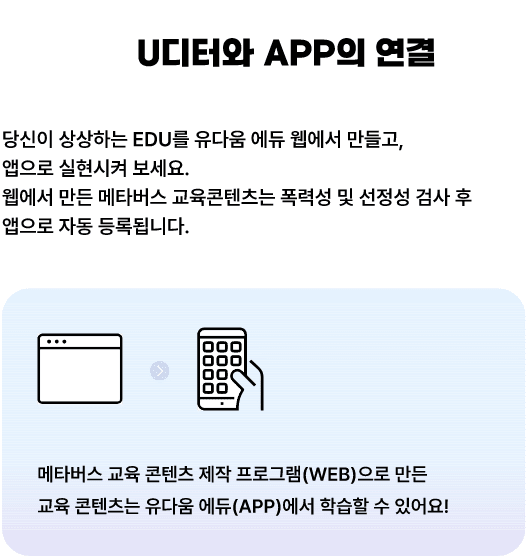 U디터와 APP의 연결
당신이 상상하는 EDU를 유다움 에듀 웹에서 만들고,
앱으로 실현시켜 보세요.
웹에서 만든 메타버스 교육콘텐츠는 폭력성 및 선정성 검사 후
앱으로 자동 등록됩니다.
메타버스 교육 콘텐츠 제작 프로그램(WEB)으로 만든
교육 콘텐츠는 유다움 에듀(APP)에서 학습할 수 있어요!